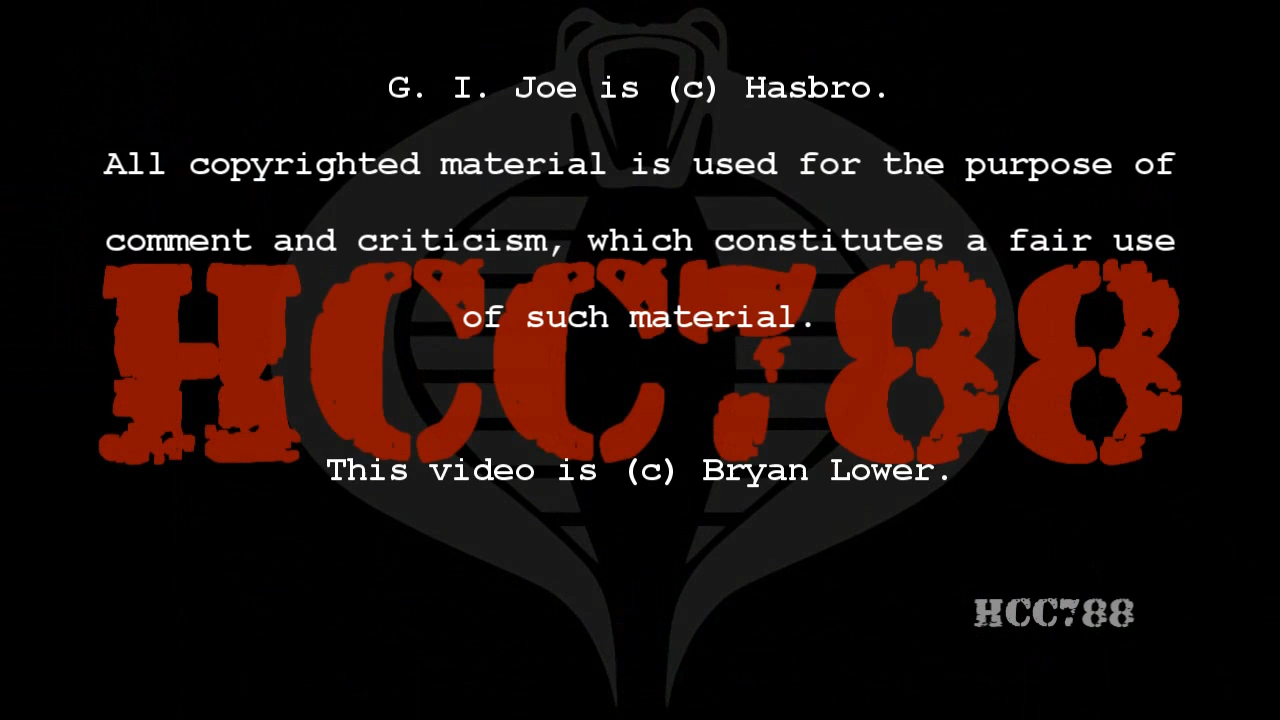 G. I. Joe is (c) Hasbro.
All copyrighted material is used for the purpose of
comment and criticism, which constitutes a fair use
of such material.
HCC788
This video is (c) Bryan Lower.
HCC788